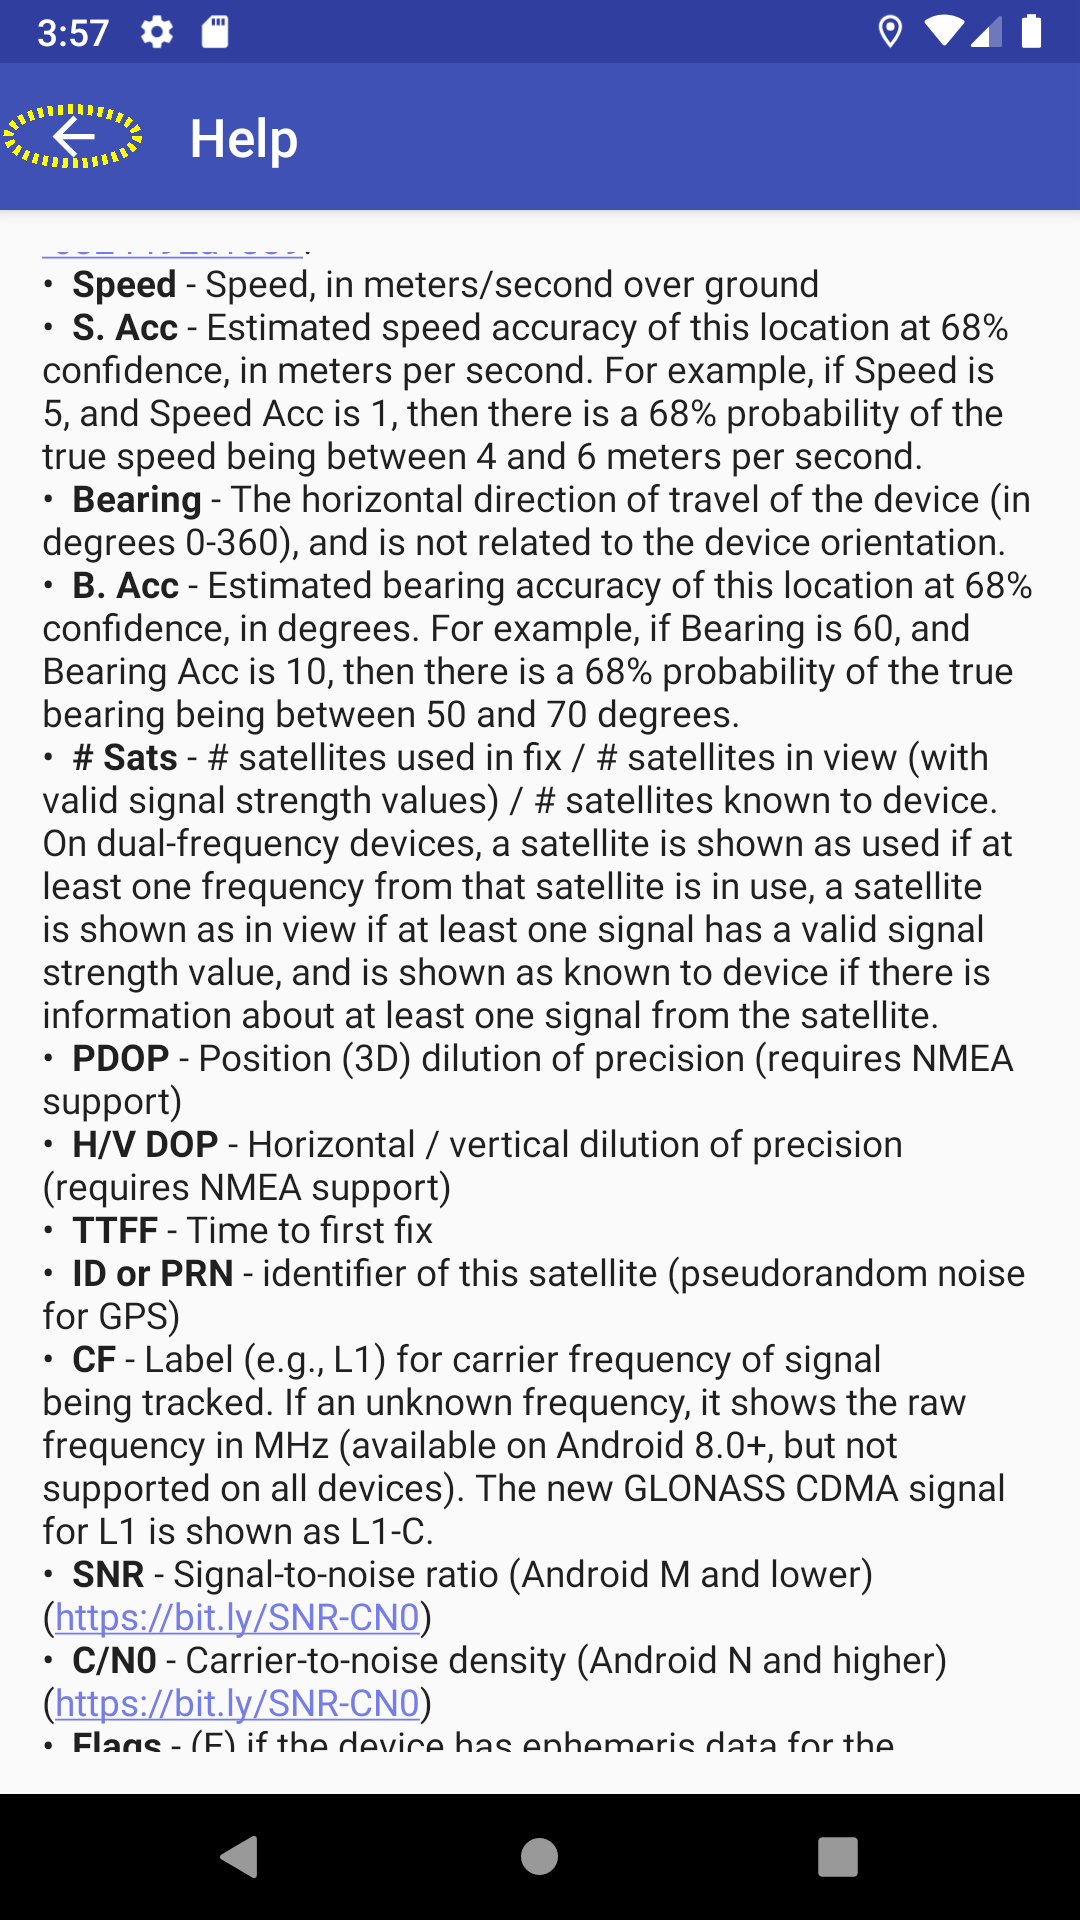 3:57
Help
• Speed - Speed, in meters/second over ground
• S. Acc - Estimated speed accuracy of this location at 68%
confidence, in meters per second. For example, if Speed is
5, and Speed Acc is 1, then there is a 68% probability of the
true speed being between 4 and 6 meters per second.
• Bearing - The horizontal direction of travel of the device (in
degrees 0-360), and is not related to the device orientation.
• B. Acc - Estimated bearing accuracy of this location at 68%
confidence, in degrees. For example, if Bearing is 60, and
Bearing Acc is 10, then there is a 68% probability of the true
bearing being between 50 and 70 degrees.
• # Sats - # satellites used in fix / # satellites in view (with
valid signal strength values) / # satellites known to device.
On dual-frequency devices, a satellite is shown as used if at
least one frequency from that satellite is in use, a satellite
is shown as in view if at least one signal has a valid signal
strength value, and is shown as known to device if there is
information about at least one signal from the satellite.
• PDOP - Position (3D) dilution of precision (requires NMEA
support)
• H/V DOP - Horizontal / vertical dilution of precision
(requires NMEA support)
• TTFF - Time to first fix
• ID or PRN - identifier of this satellite (pseudorandom noise
for GPS)
• CF - Label (e.g., L1) for carrier frequency of signal
being tracked. If an unknown frequency, it shows the raw
frequency in MHz (available on Android 8.0+, but not
supported on all devices). The new GLONASS CDMA signal
for L1 is shown as L1-C.
• SNR - Signal-to-noise ratio (Android M and lower)
(https://bit.ly/SNR-CN0)
• C/N0 - Carrier-to-noise density (Android N and higher)
(https://bit.ly/SNR-CN0)
• Flags - (E) if the device has ephemeris data for the